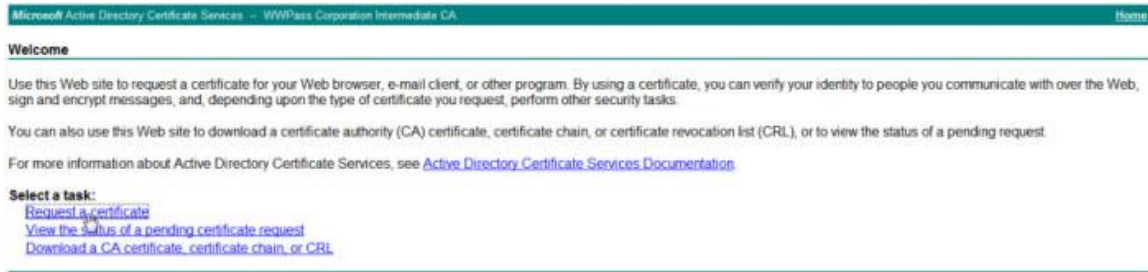 Microsoft Active Directory Certificate Services -- WWPass Corporation Intermediate CA Home
Welcome
Use this Web site to request a certificate for your Web browser, e-mail client, or other program. By using a certificate, you can verify your identity to people you communicate with over the Web,
sign and encrypt messages, and, depending upon the type of certificate you request, perform other security tasks.
You can also use this Web site to download a certificate authority (CA) certificate, certificate chain, or certificate revocation list (CRL), or to view the status of a pending request.
For more information about Active Directory Certificate Services, see Active Directory Certificate Services Documentation.
Select a task:
Request a certificate
View the status of a pending certificate request
Download a CA certificate, certificate chain, or CRL